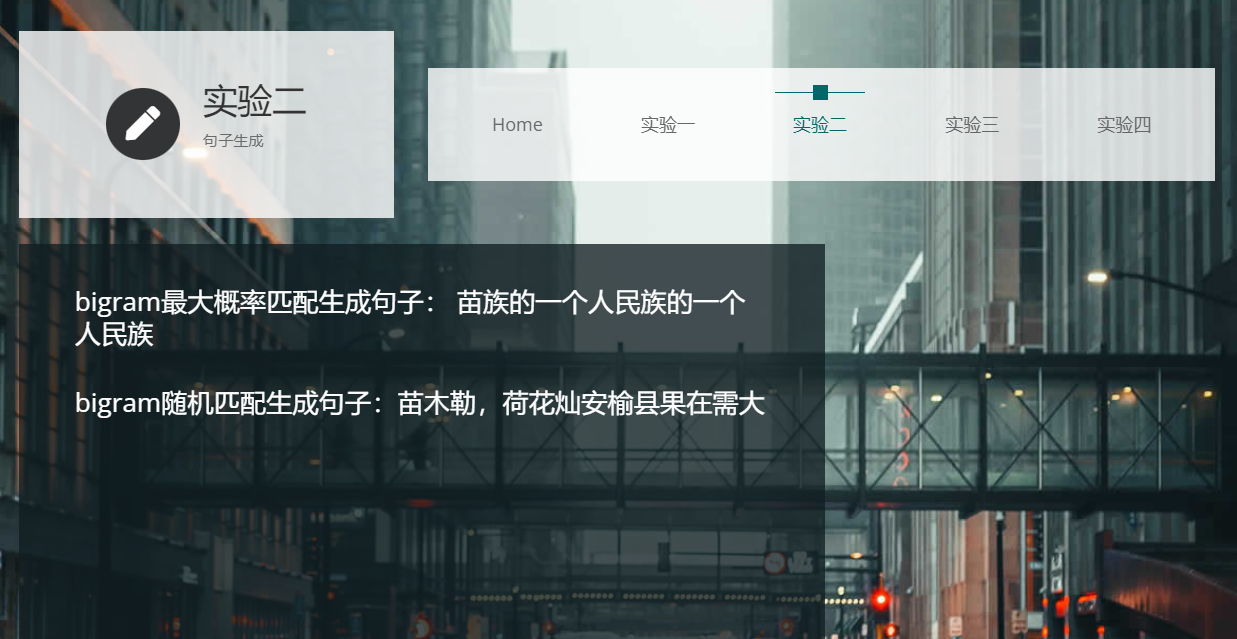 实验二
句子生成
Home
实验一
实验二
实验三
实验四
bigram最大概率匹配生成句子： 苗族的一个人民族的一个
人民族
bigram随机匹配生成句子：苗木勒，荷花灿安榆县果在需大